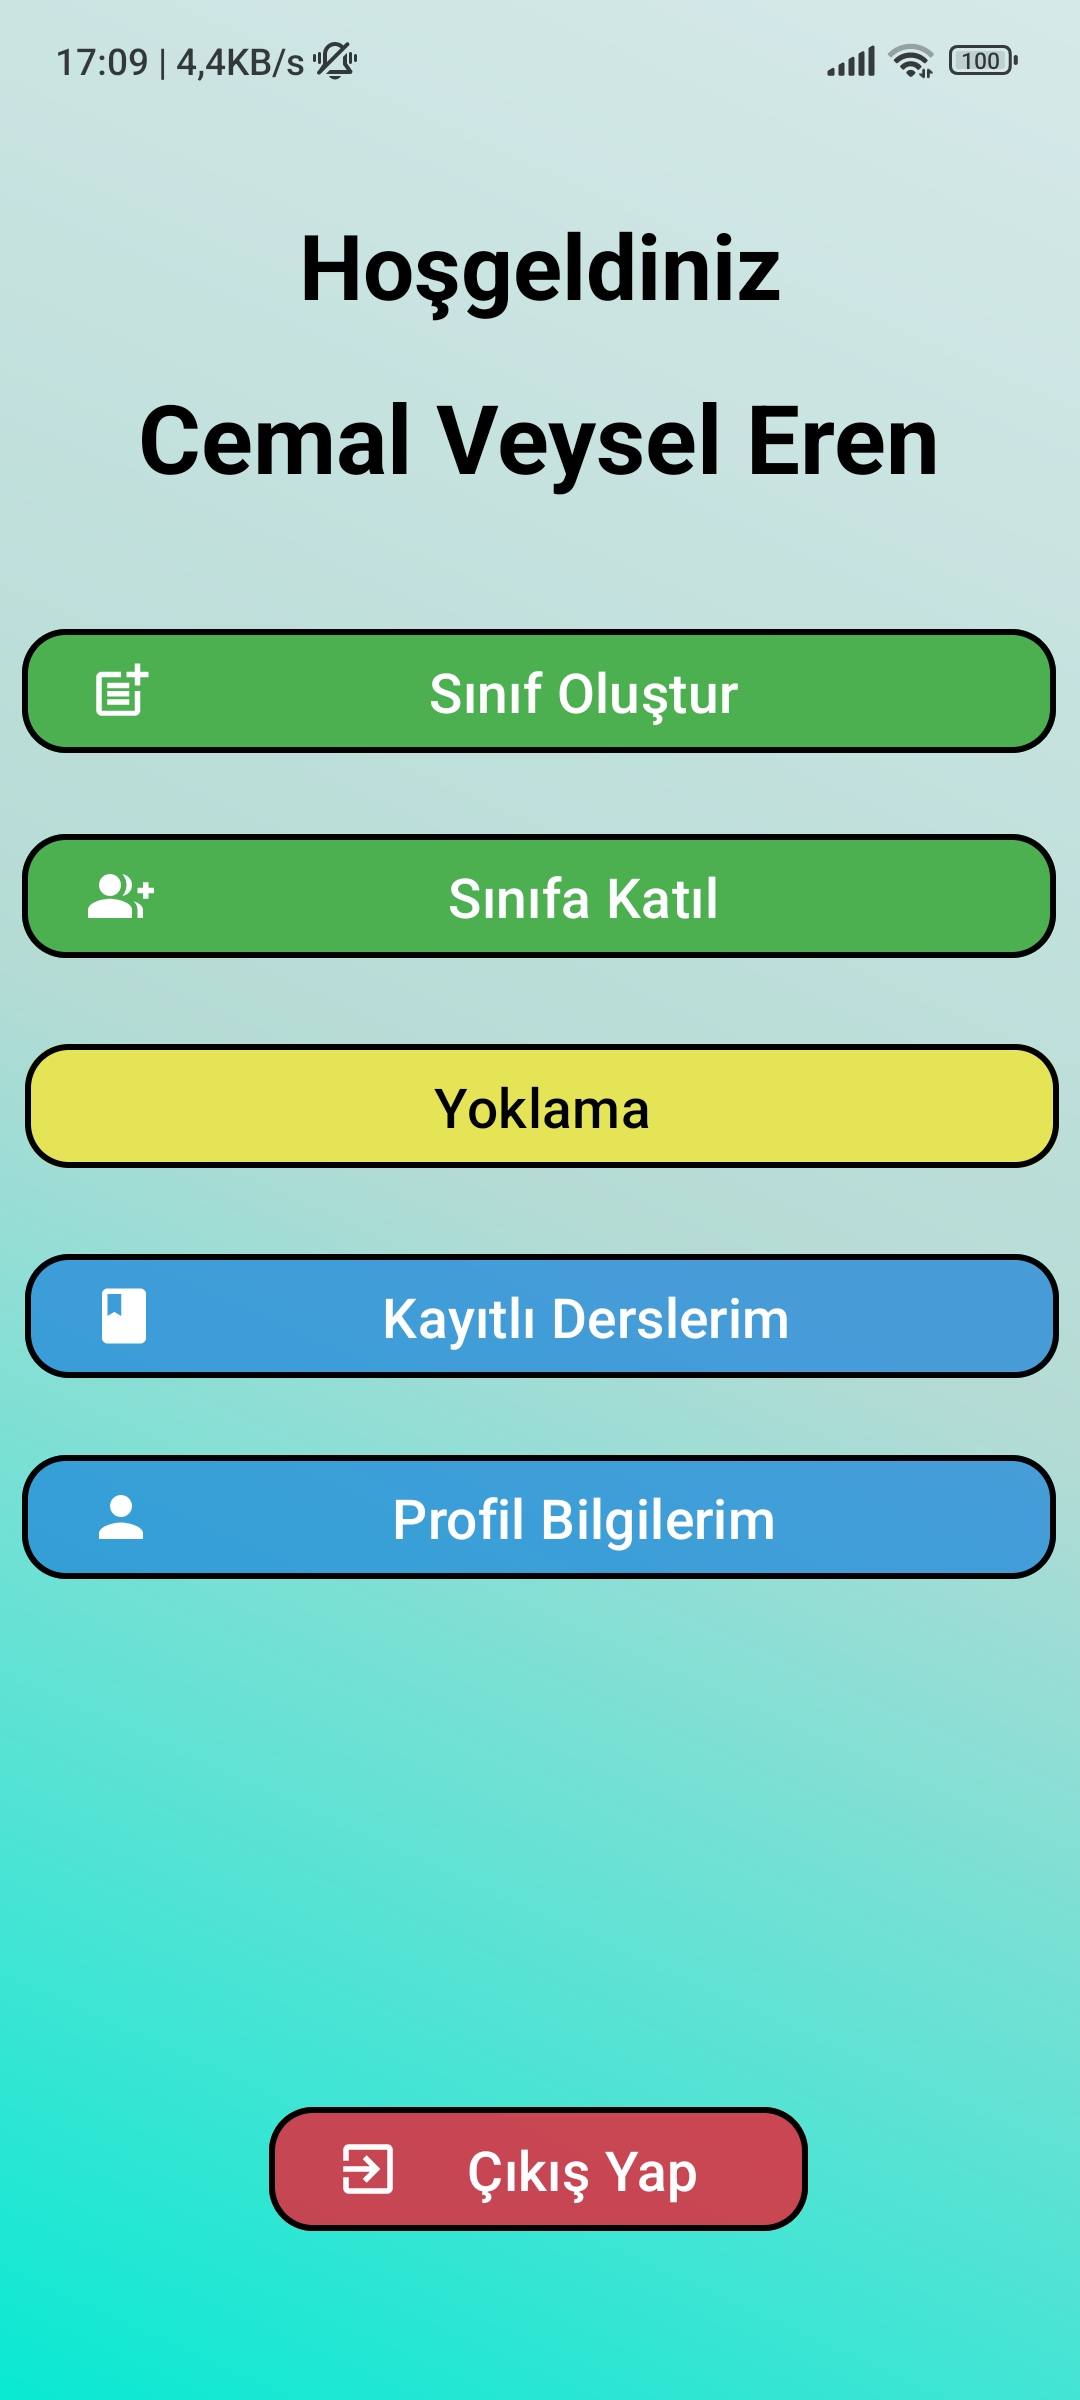 17:09 | 4,4KB/s 100
Hoşgeldiniz
Cemal Veysel Eren
Sınıf Oluştur
Sınıfa Katıl
Yoklama
Kayıtlı Derslerim
Profil Bilgilerim
Çıkış Yap